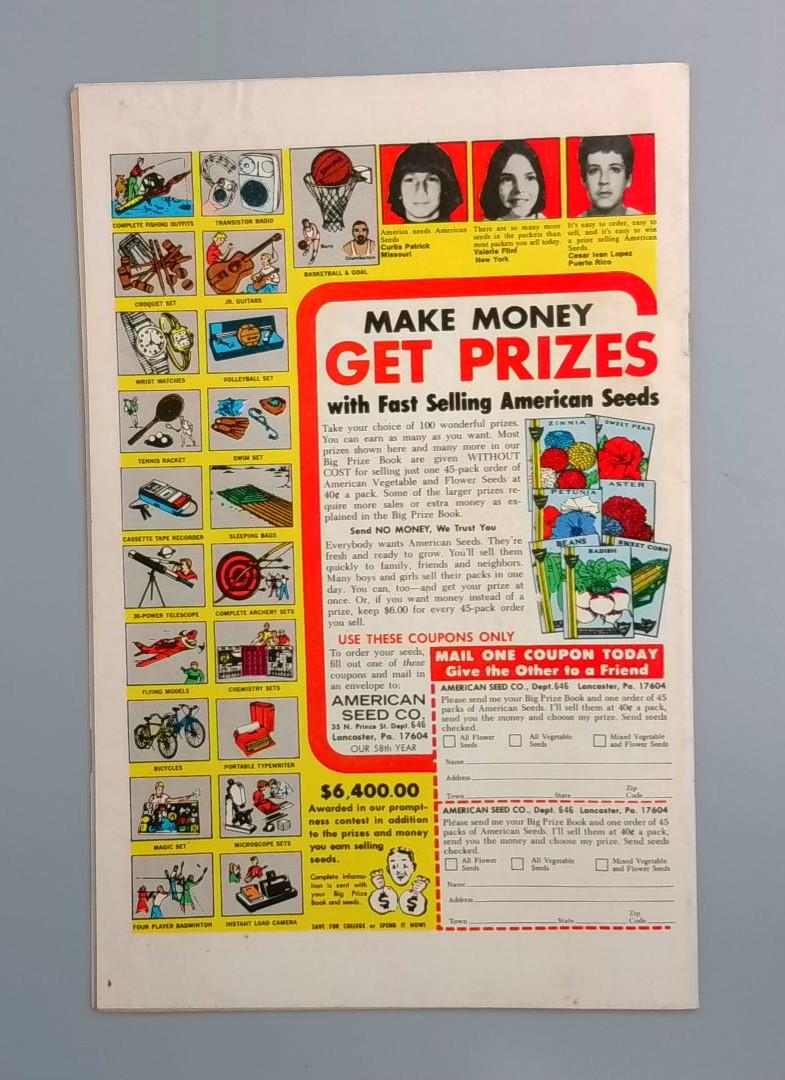 COMPLETE FISHING OUTFITS
TRANSISTOR RADIO
Barry
Chamberlain
BASKETBALL & GOAL
CROQUET SET
JR. GUITARS
WRIST WATCHES
VOLLEYBALL SET
TENNIS RACKET
SWIM SET
CASSETTE TAPE RECORDER
SLEEPING BAGS
30-POWER TELESCOPE
COMPLETE ARCHERY SETS
FLYING MODELS
CHEMISTRY SETS
BICYCLES
PORTABLE TYPEWRITER
MAGIC SET
MICROSCOPE SETS
FOUR PLAYER BADMINTON
INSTANT LOAD CAMERA
America needs American
Seeds
Curtis Patrick
Missouri
There are so many more
seeds in the packets than
most packets you sell today.
Valerie Flint
New York
It's easy to order, easy to
sell, and it's easy to win
a prize selling American
Seeds.
Cesar Ivan Lopez
Puerto Rico
MAKE MONEY
GET PRIZES
with Fast Selling American Seeds
Take your choice of 100 wonderful prizes.
You can earn as many as you want. Most
prizes shown here and many more in our
Big Prize Book are given WITHOUT
COST for selling just one 45-pack order of
American Vegetable and Flower Seeds at
40¢ a pack. Some of the larger prizes re-
quire more sales or extra money as ex-
plained in the Big Prize Book.
Send NO MONEY, We Trust You
Everybody wants American Seeds. They're
fresh and ready to grow. You'll sell them
quickly to family, friends and neighbors.
Many boys and girls sell their packs in one
day. You can, too—and get your prize at
once. Or, if you want money instead of a
prize, keep $6.00 for every 45-pack order
you sell.
ZINNIA
SWEET PEAS
PETUNIA
ASTER
BEANS
RADISH
SWEET CORN
USE THESE COUPONS ONLY
To order your seeds,
fill out one of these
coupons and mail in
an envelope to:
AMERICAN
SEED CO.
35 N. Prince St. Dept. 646
Lancaster, Pa. 17604
OUR 58th YEAR
MAIL ONE COUPON TODAY
Give the Other to a Friend
AMERICAN SEED CO., Dept. 646 Lancaster, Pa. 17604
Please send me your Big Prize Book and one order of 45
packs of American Seeds. I'll sell them at 40¢ a pack,
send you the money and choose my prize. Send seeds
checked.
All Flower Seeds
All Vegetable Seeds
Mixed Vegetable and Flower Seeds
Name
Address
Town State Zip Code
AMERICAN SEED CO., Dept. 646 Lancaster, Pa. 17604
Please send me your Big Prize Book and one order of 45
packs of American Seeds. I'll sell them at 40¢ a pack,
send you the money and choose my prize. Send seeds
checked.
All Flower Seeds
All Vegetable Seeds
Mixed Vegetable and Flower Seeds
Name
Address
Town State Zip Code
$6,400.00
Awarded in our prompt-
ness contest in addition
to the prizes and money
you earn selling
seeds.
Complete informa-
tion is sent with
your Big Prize
Book and seeds.
$ $
SAVE FOR COLLEGE or SPEND IT NOW!